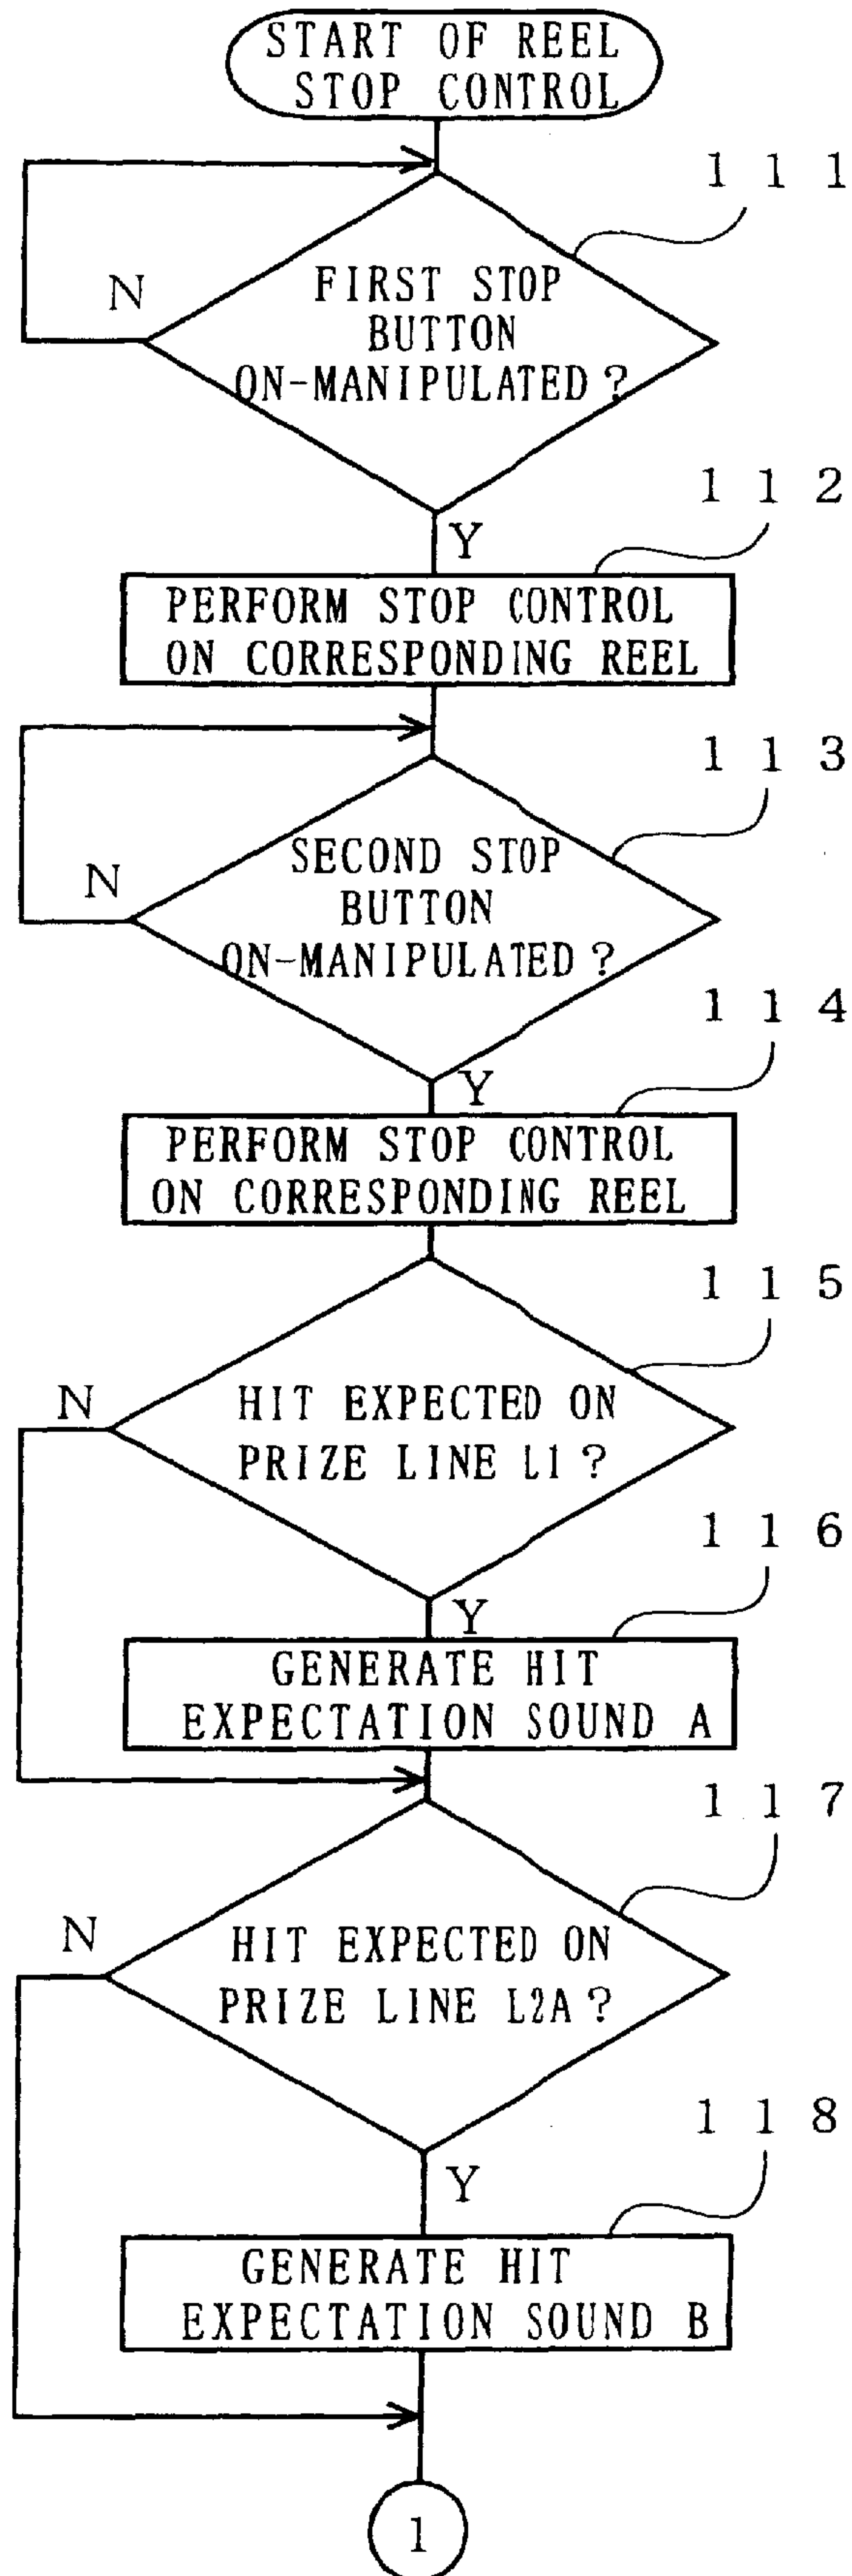 START OF REEL
STOP CONTROL
1 1 1
N
FIRST STOP
BUTTON
ON-MANIPULATED?
1 1 2
Y
PERFORM STOP CONTROL
ON CORRESPONDING REEL
1 1 3
N
SECOND STOP
BUTTON
ON-MANIPULATED?
1 1 4
Y
PERFORM STOP CONTROL
ON CORRESPONDING REEL
1 1 5
N
HIT EXPECTED ON
PRIZE LINE L1?
1 1 6
Y
GENERATE HIT
EXPECTATION SOUND A
1 1 7
N
HIT EXPECTED ON
PRIZE LINE L2A?
1 1 8
Y
GENERATE HIT
EXPECTATION SOUND B
1